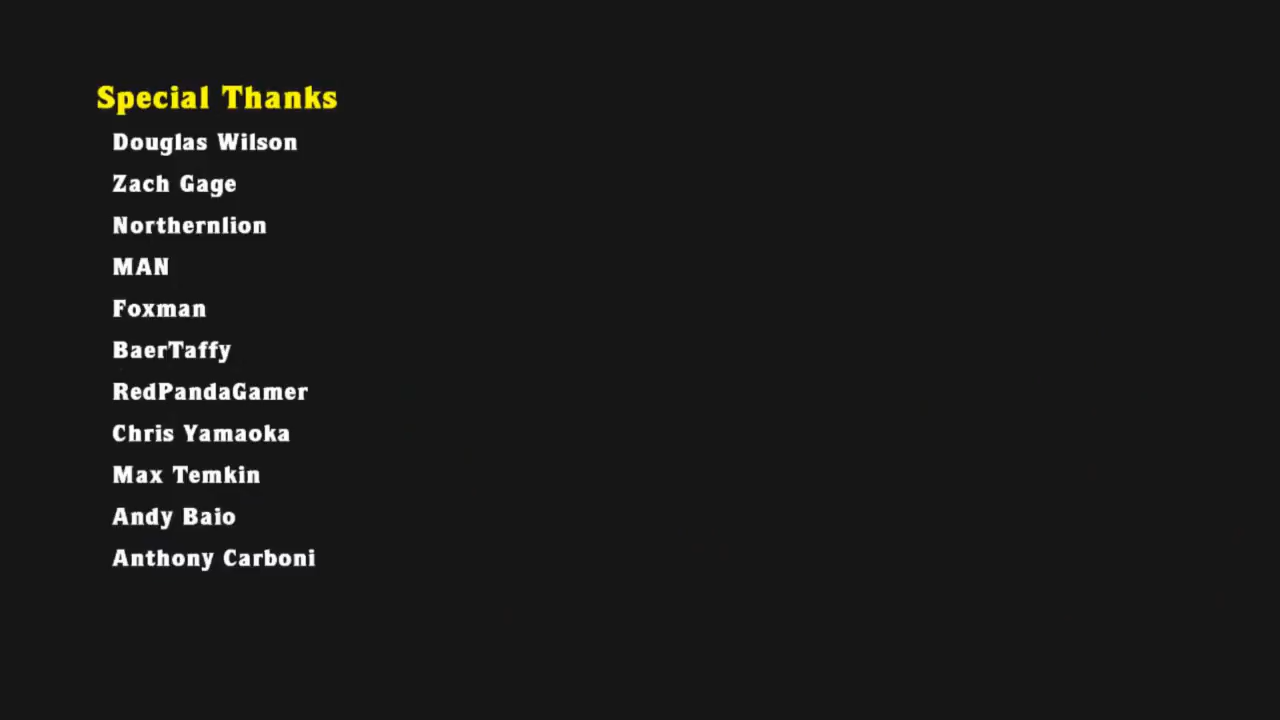 Special Thanks
Douglas Wilson
Zach Gage
Northernlion
MAN
Foxman
BaerTaffy
RedPandaGamer
Chris Yamaoka
Max Temkin
Andy Baio
Anthony Carboni